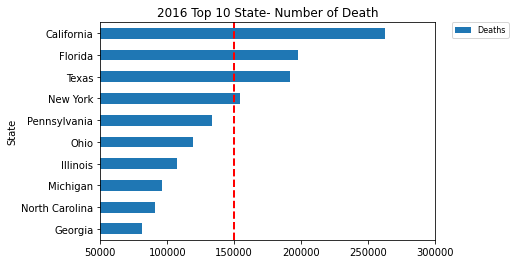 2016 Top 10 State- Number of Death
Deaths
State
California
Florida
Texas
New York
Pennsylvania
Ohio
Illinois
Michigan
North Carolina
Georgia
50000 100000 150000 200000 250000 300000